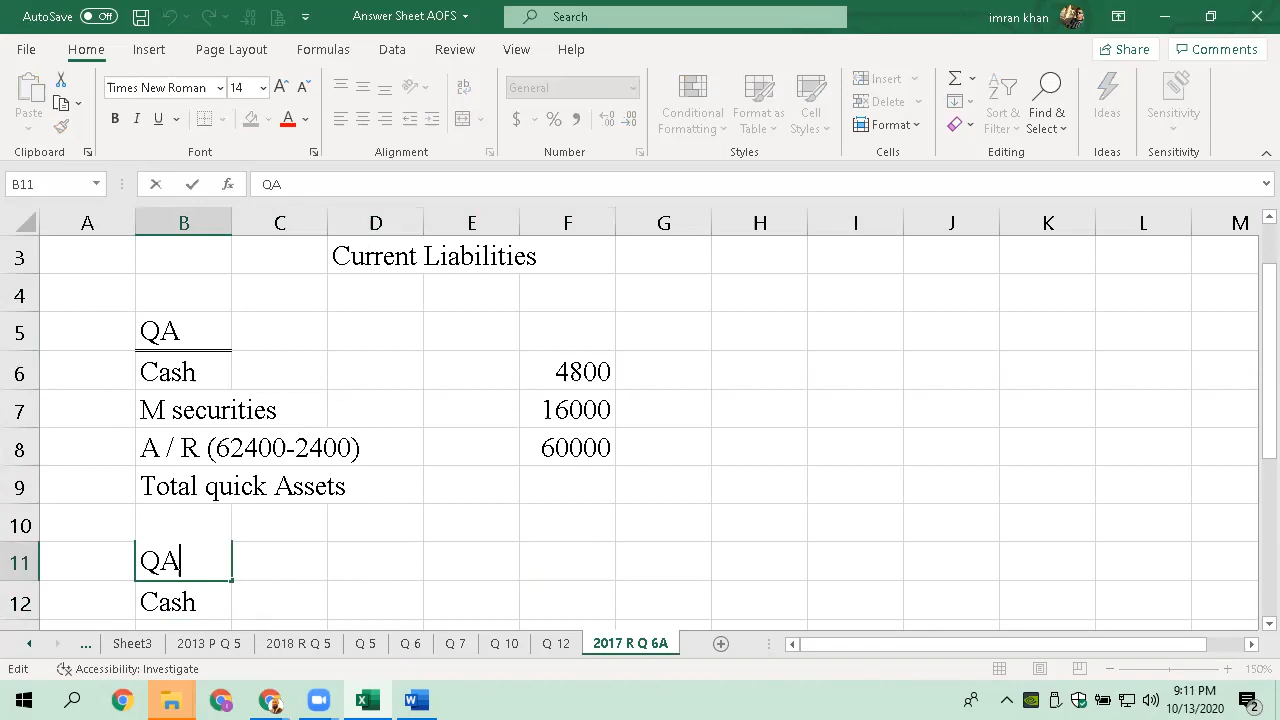 AutoSave Off Answer Sheet AOFS Search imran khan
File Home Insert Page Layout Formulas Data Review View Help Share Comments
Paste Times New Roman 14 General Conditional Formatting Format as Table Cell Styles Insert Delete Format Sort & Filter Find & Select Ideas Sensitivity
Clipboard Font Alignment Number Styles Cells Editing Ideas Sensitivity
B11 QA
A B C D E F G H I J K L M
3 Current Liabilities
4
5 QA
6 Cash 4800
7 M securities 16000
8 A / R (62400-2400) 60000
9 Total quick Assets
10
11 QA
12 Cash
... Sheet3 2013 P Q 5 2018 R Q 5 Q 5 Q 6 Q 7 Q 10 Q 12 2017 R Q 6A
Edit Accessibility: Investigate 150%
9:11 PM
10/13/2020 2